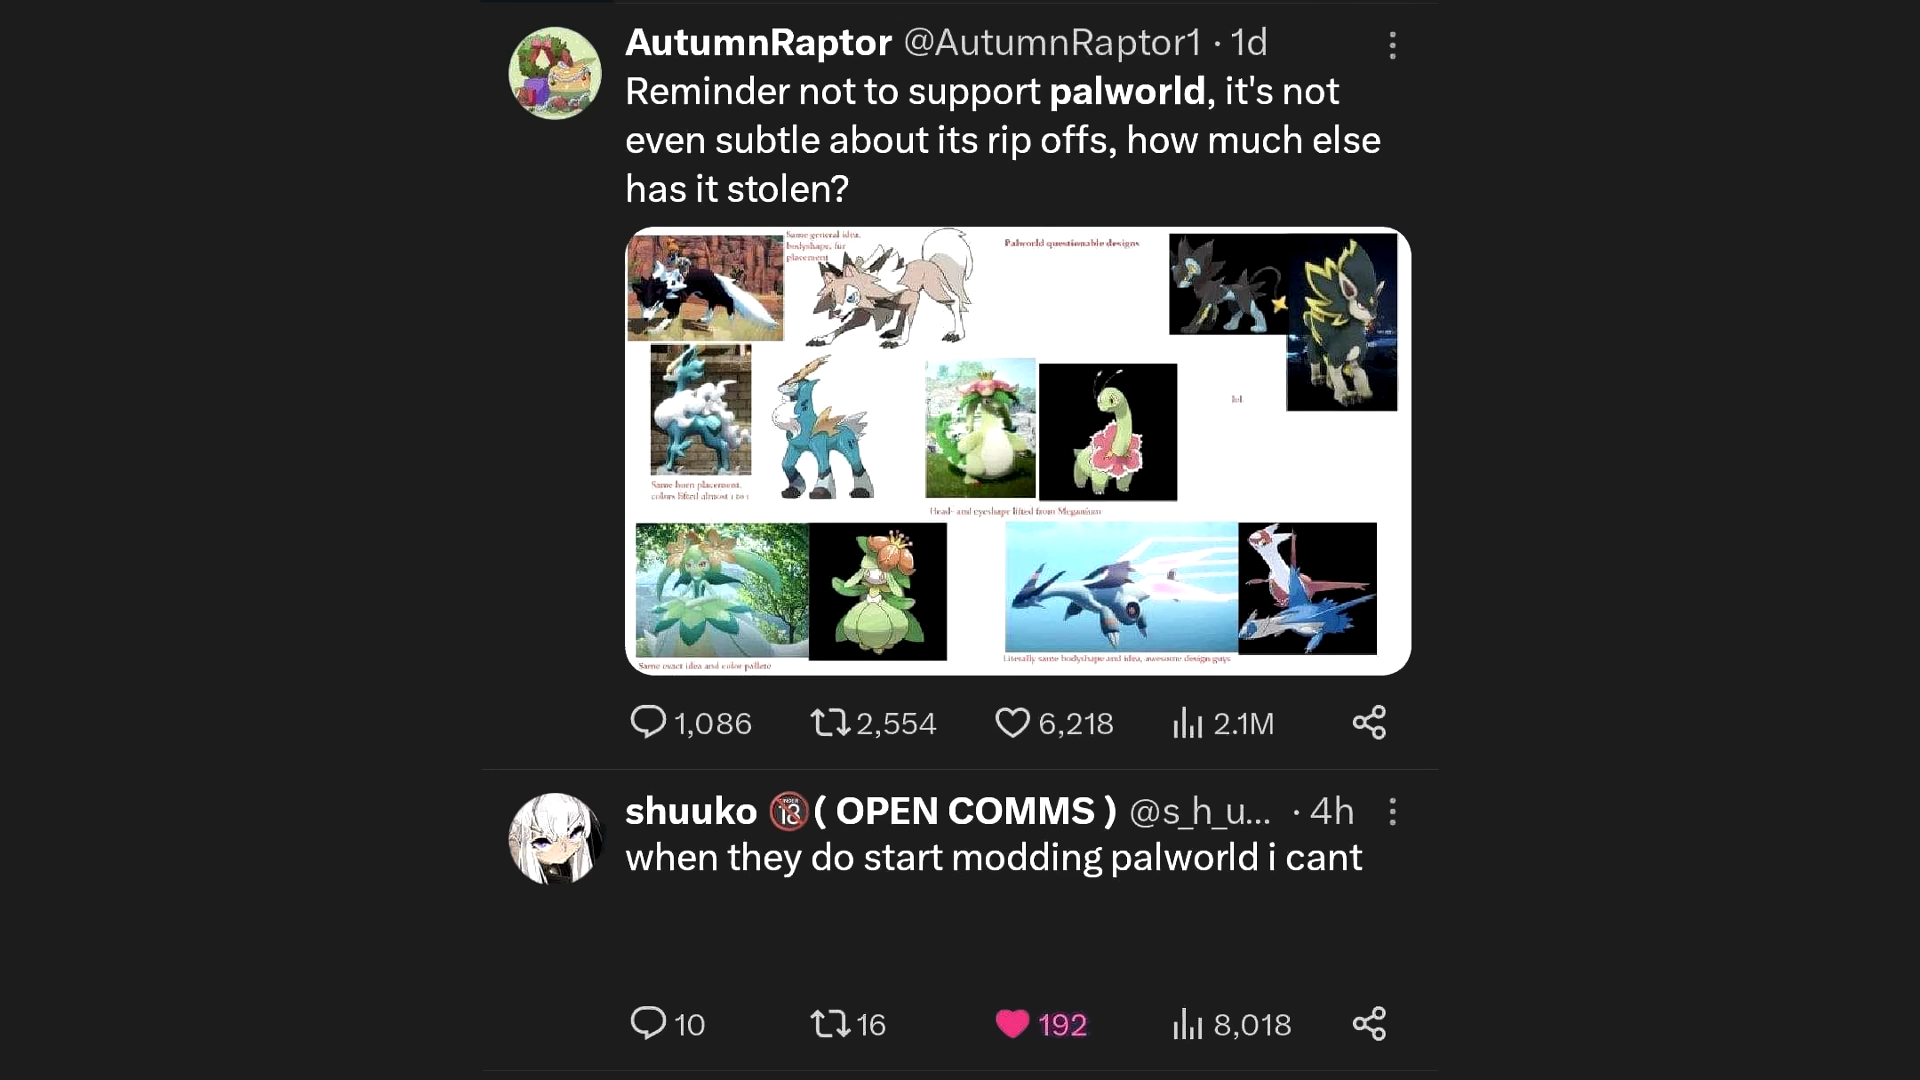 AutumnRaptor @AutumnRaptor1 · 1d
Reminder not to support palworld, it's not
even subtle about its rip offs, how much else
has it stolen?
Same general idea,
bodyshape, fur
placement
Palworld questionable designs
lol
Same horn placement,
colors lifted almost 1 to 1
Head- and eyeshape lifted from Meganium
Same exact idea and color pallete
Literally same bodyshape and idea, awesome design guys
1,086 2,554 6,218 2.1M
shuuko 🔞( OPEN COMMS ) @s_h_u... · 4h
when they do start modding palworld i cant
10 16 192 8,018